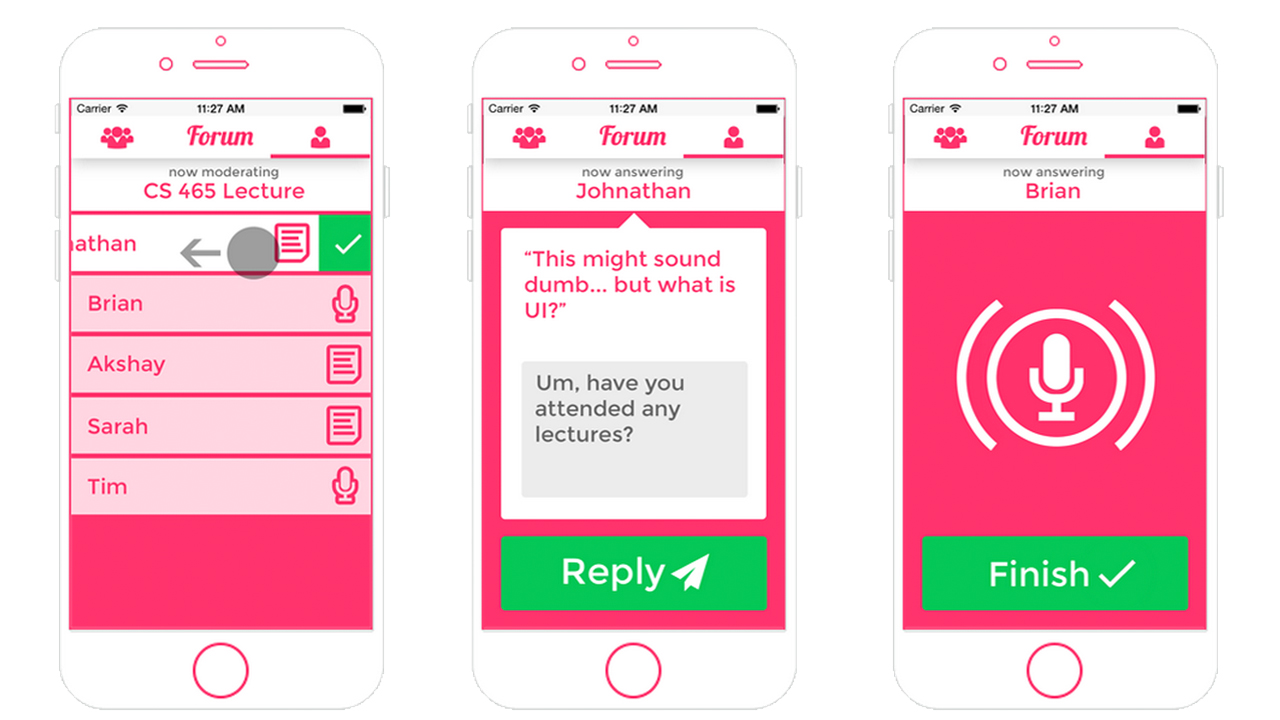 Carrier 11:27 AM
Forum
now moderating
CS 465 Lecture
nathan
Brian
Akshay
Sarah
Tim
Carrier 11:27 AM
Forum
now answering
Johnathan
“This might sound
dumb... but what is
UI?”
Um, have you
attended any
lectures?
Reply
Carrier 11:27 AM
Forum
now answering
Brian
Finish